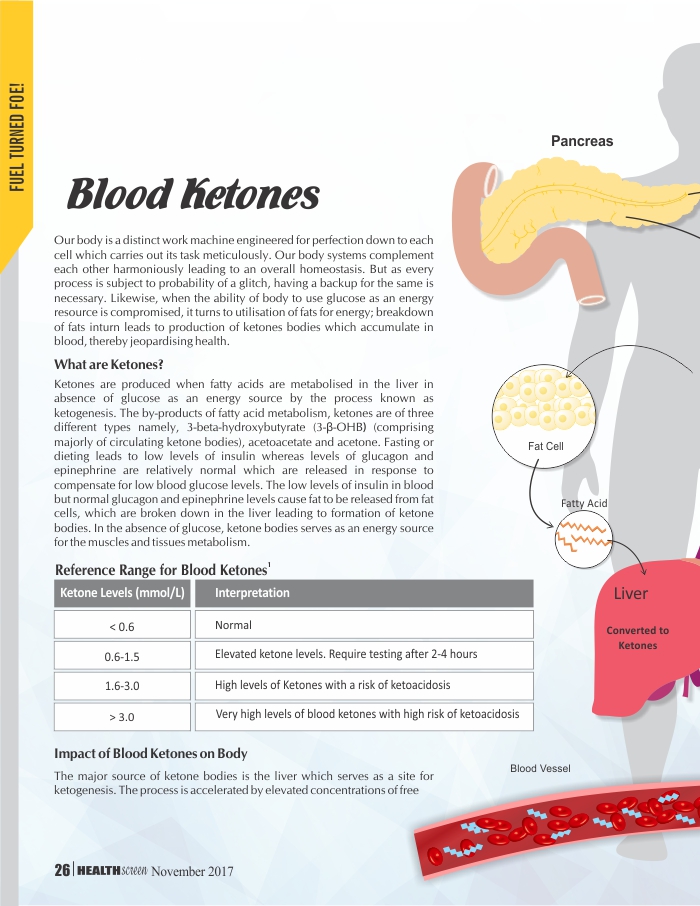 FUEL TURNED FOE!
Blood Ketones
Our body is a distinct work machine engineered for perfection down to each
cell which carries out its task meticulously. Our body systems complement
each other harmoniously leading to an overall homeostasis. But as every
process is subject to probability of a glitch, having a backup for the same is
necessary. Likewise, when the ability of body to use glucose as an energy
resource is compromised, it turns to utilisation of fats for energy; breakdown
of fats inturn leads to production of ketones bodies which accumulate in
blood, thereby jeopardising health.
What are Ketones?
Ketones are produced when fatty acids are metabolised in the liver in
absence of glucose as an energy source by the process known as
ketogenesis. The by-products of fatty acid metabolism, ketones are of three
different types namely, 3-beta-hydroxybutyrate (3-β-OHB) (comprising
majorly of circulating ketone bodies), acetoacetate and acetone. Fasting or
dieting leads to low levels of insulin whereas levels of glucagon and
epinephrine are relatively normal which are released in response to
compensate for low blood glucose levels. The low levels of insulin in blood
but normal glucagon and epinephrine levels cause fat to be released from fat
cells, which are broken down in the liver leading to formation of ketone
bodies. In the absence of glucose, ketone bodies serves as an energy source
for the muscles and tissues metabolism.
Reference Range for Blood Ketones¹
Ketone Levels (mmol/L) Interpretation
< 0.6 Normal
0.6-1.5 Elevated ketone levels. Require testing after 2-4 hours
1.6-3.0 High levels of Ketones with a risk of ketoacidosis
> 3.0 Very high levels of blood ketones with high risk of ketoacidosis
Impact of Blood Ketones on Body
The major source of ketone bodies is the liver which serves as a site for
ketogenesis. The process is accelerated by elevated concentrations of free
Pancreas
Fat Cell
Fatty Acid
Liver
Converted to
Ketones
Blood Vessel
26 HEALTHscreen November 2017